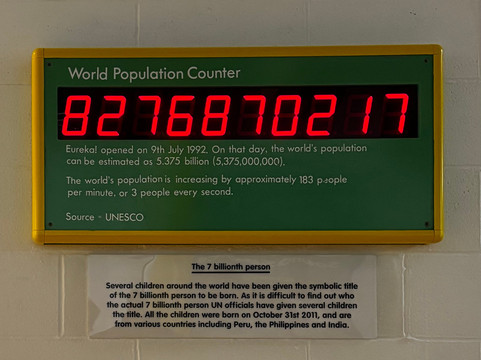 World Population Counter
8276870217
Eureka! opened on 9th July 1992. On that day, the world's population
can be estimated as 5.375 billion (5,375,000,000).
The world's population is increasing by approximately 183 people
per minute, or 3 people every second.
Source - UNESCO
The 7 billionth person
Several children around the world have been given the symbolic title
of the 7 billionth person to be born. As it is difficult to find out who
the actual 7 billionth person UN officials have given several children
the title. All the children were born on October 31st 2011, and are
from various countries including Peru, the Philippines and India.